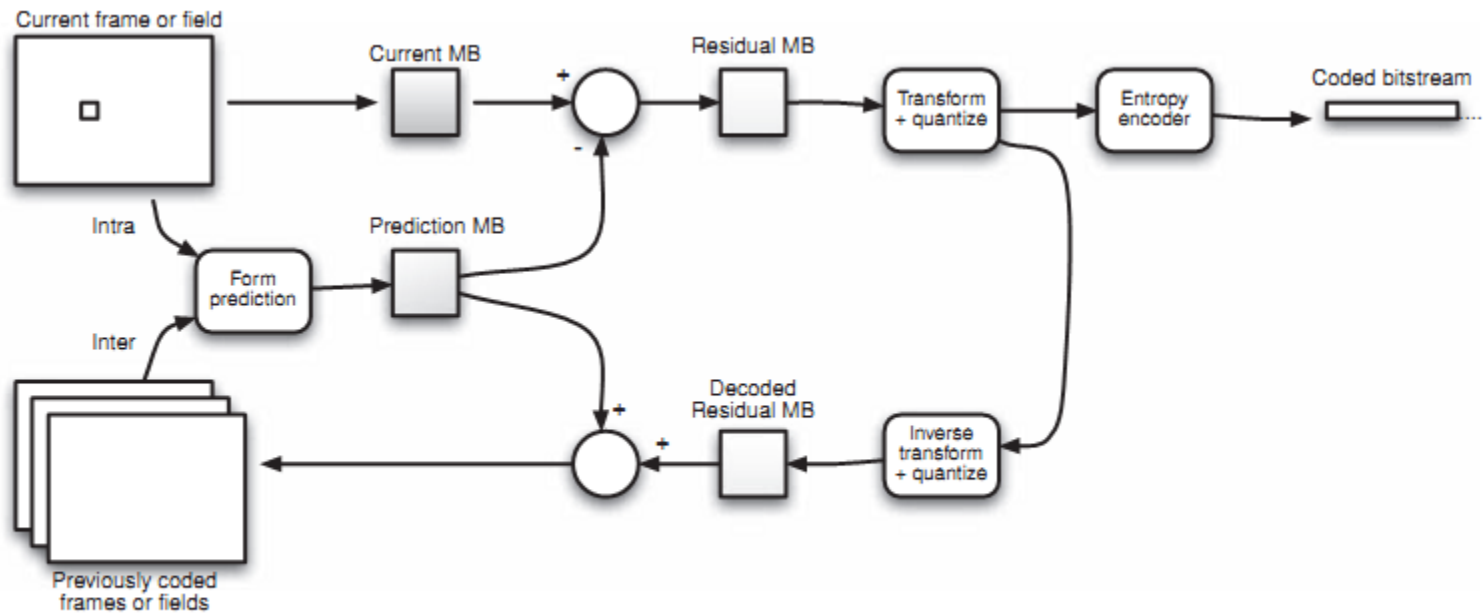 Current frame or field
Current MB
Residual MB
Coded bitstream
+
-
Transform
+ quantize
Entropy
encoder
....
Intra
Prediction MB
Form
prediction
Inter
Decoded
Residual MB
+
+
Inverse
transform
+ quantize
Previously coded
frames or fields